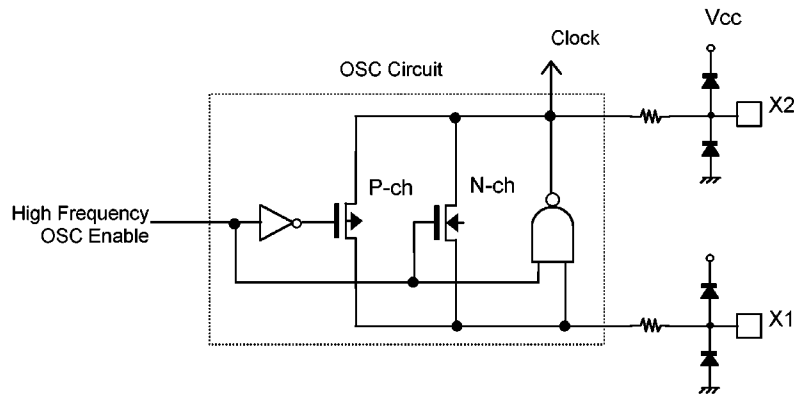 Vcc
Clock
OSC Circuit
X2
P-ch
N-ch
High Frequency
OSC Enable
X1